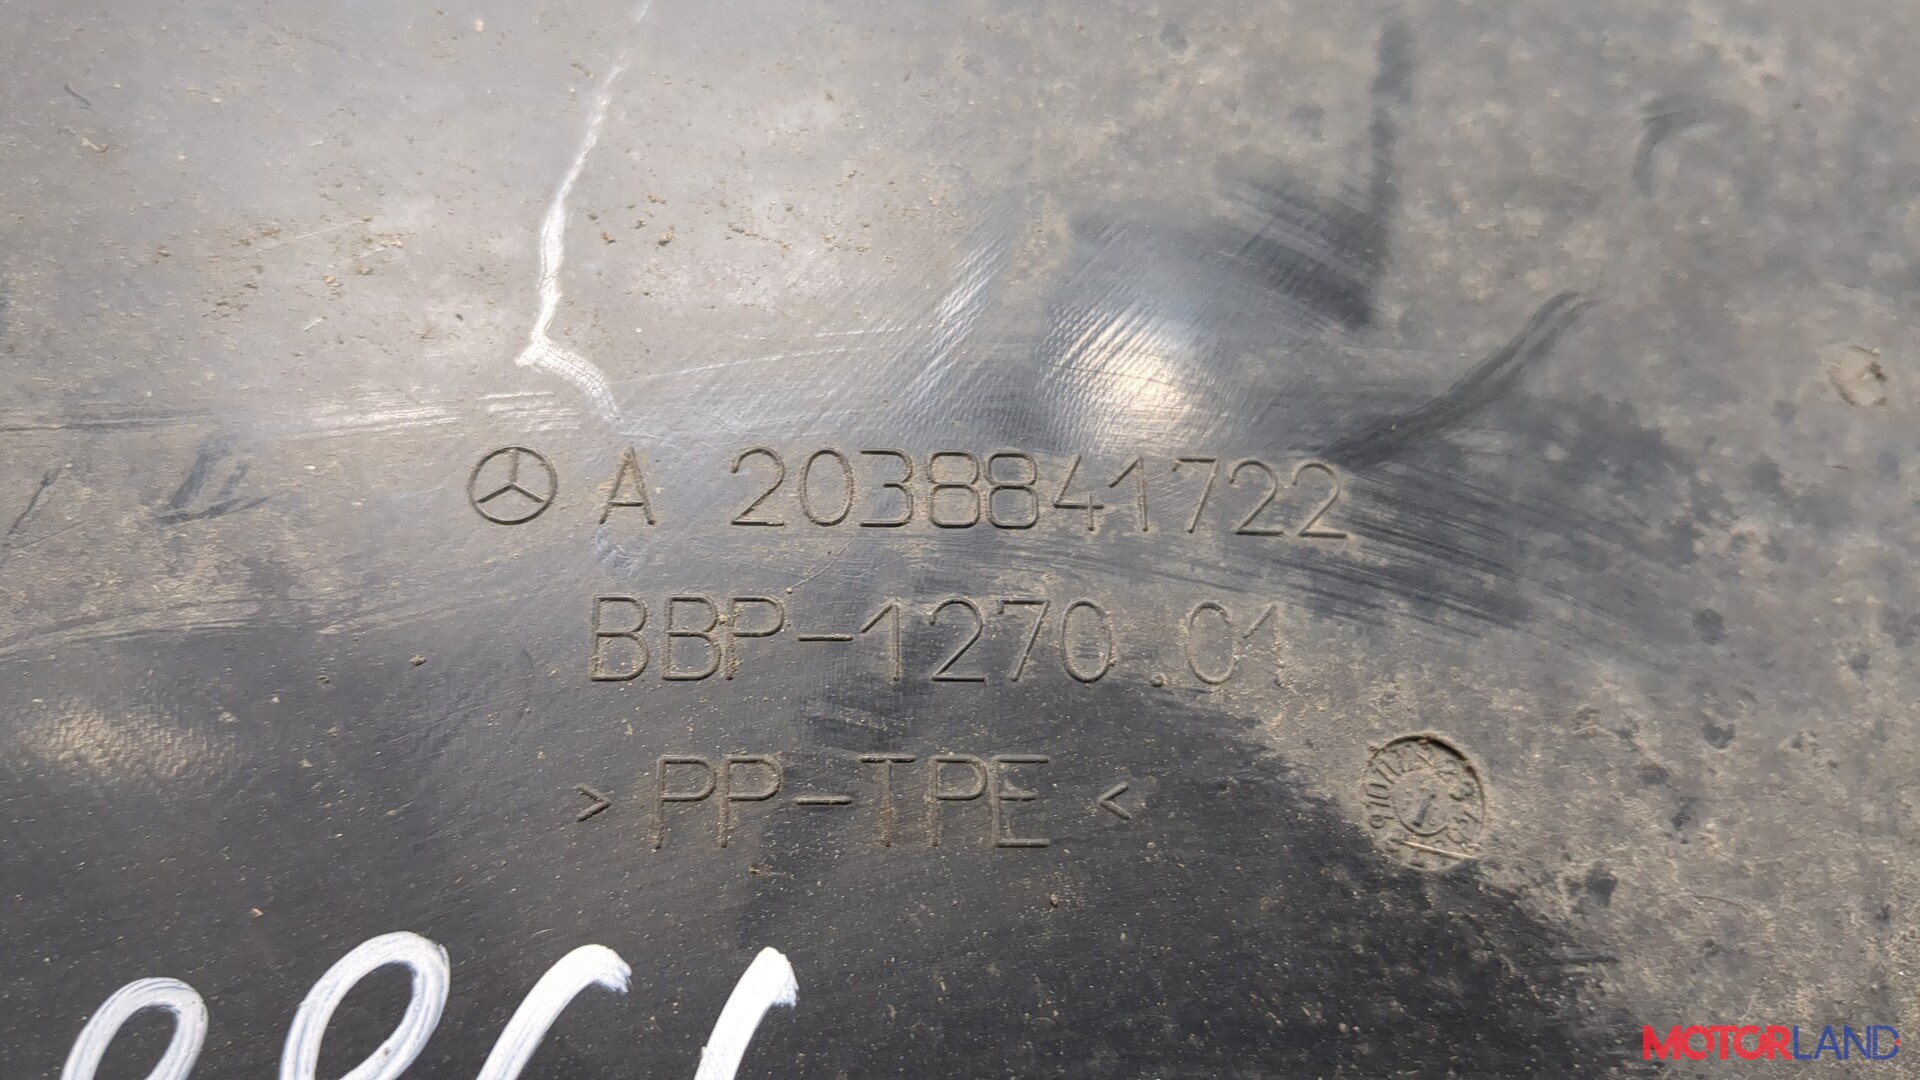 A 2038841722
BBP-1270.01
> PP-TPE <
MOTORLAND